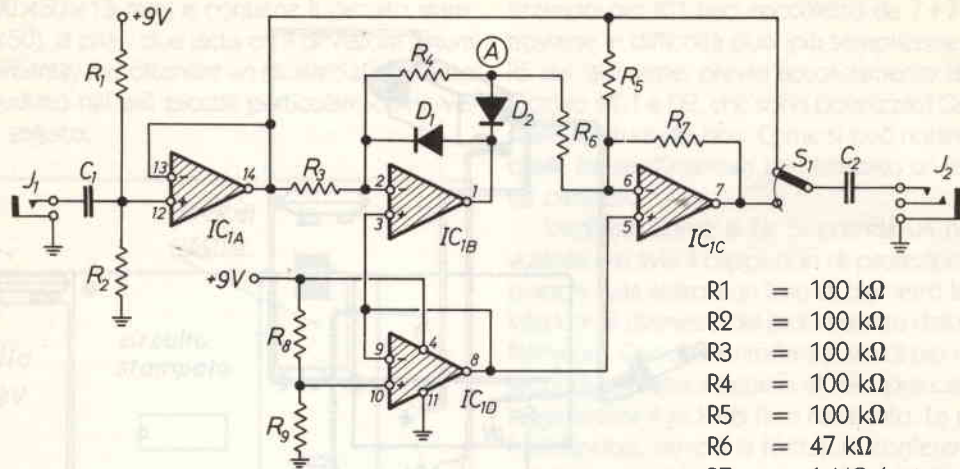 +9V
R1
R4
A
R5
D1
D2
R6
R7
J1
C1
13
12
14
IC1A
R3
2
3
IC1B
6
5
7
IC1C
S1
C2
J2
R2
+9V
R8
R9
9
10
4
11
8
IC1D
R1 = 100 kΩ
R2 = 100 kΩ
R3 = 100 kΩ
R4 = 100 kΩ
R5 = 100 kΩ
R6 = 47 kΩ